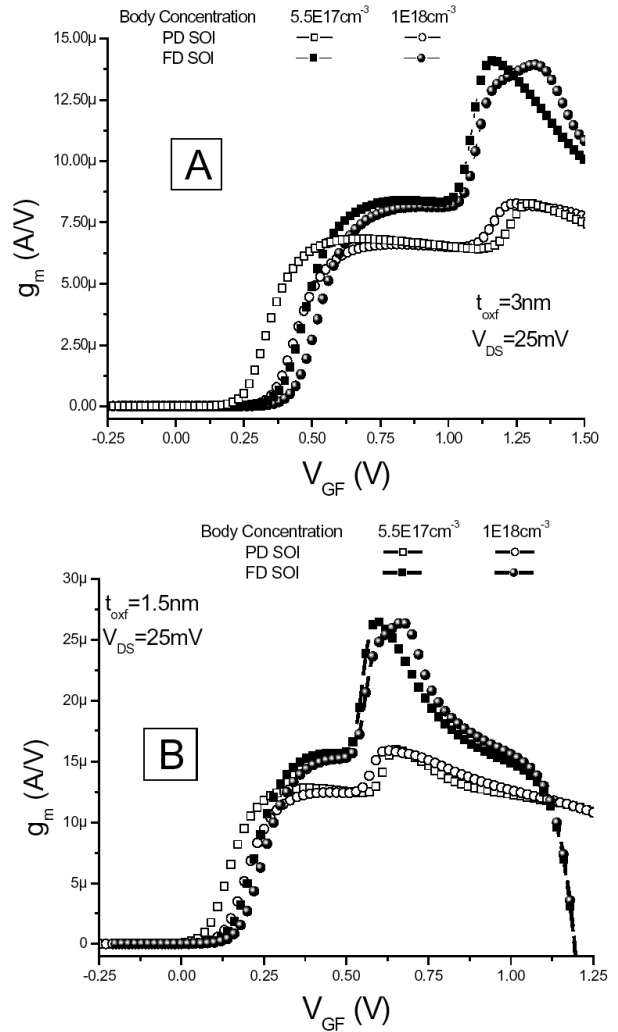 Body Concentration 5.5E17cm⁻³ 1E18cm⁻³
PD SOI
FD SOI
15.00µ
12.50µ
10.00µ
7.50µ
5.00µ
2.50µ
0.00
A
gm (A/V)
toxf=3nm
VDS=25mV
-0.25 0.00 0.25 0.50 0.75 1.00 1.25 1.50
VGF (V)
Body Concentration 5.5E17cm⁻³ 1E18cm⁻³
PD SOI
FD SOI
30µ
25µ
20µ
15µ
10µ
5µ
0
toxf=1.5nm
VDS=25mV
B
gm (A/V)
-0.25 0.00 0.25 0.50 0.75 1.00 1.25
VGF (V)